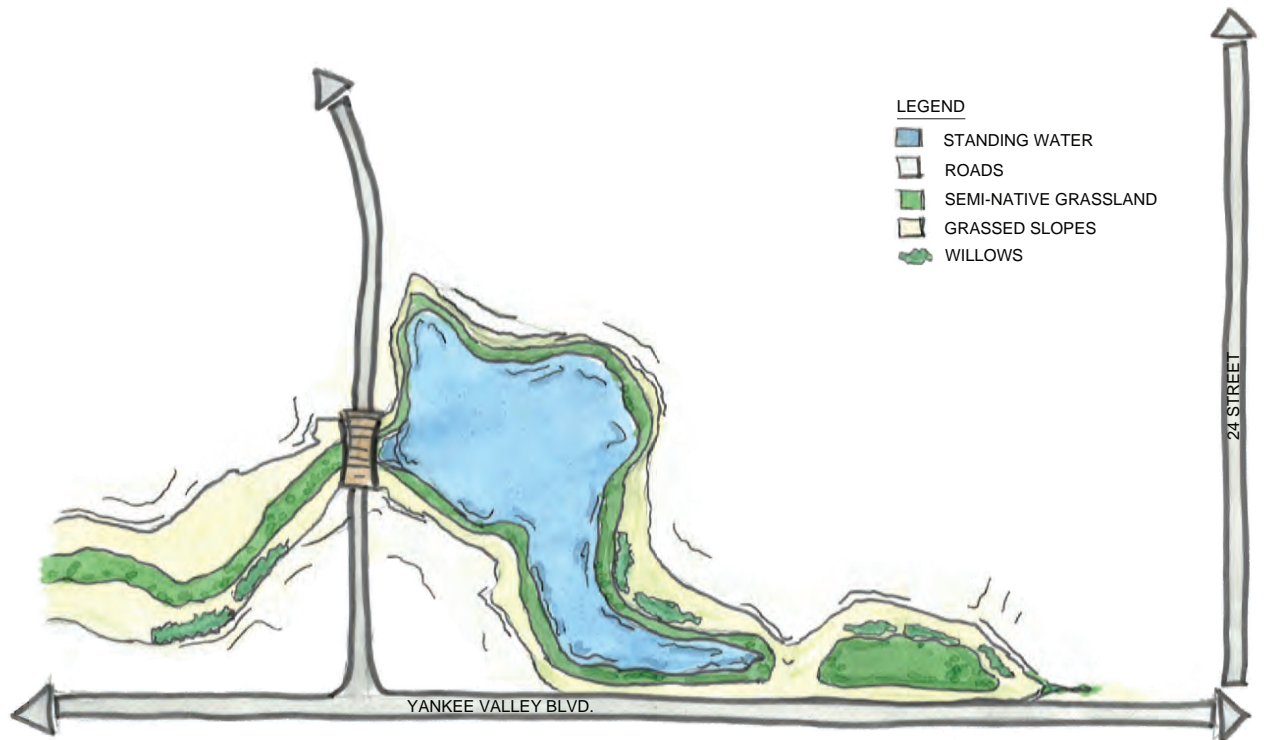 LEGEND
STANDING WATER
ROADS
SEMI-NATIVE GRASSLAND
GRASSED SLOPES
WILLOWS
24 STREET
YANKEE VALLEY BLVD.